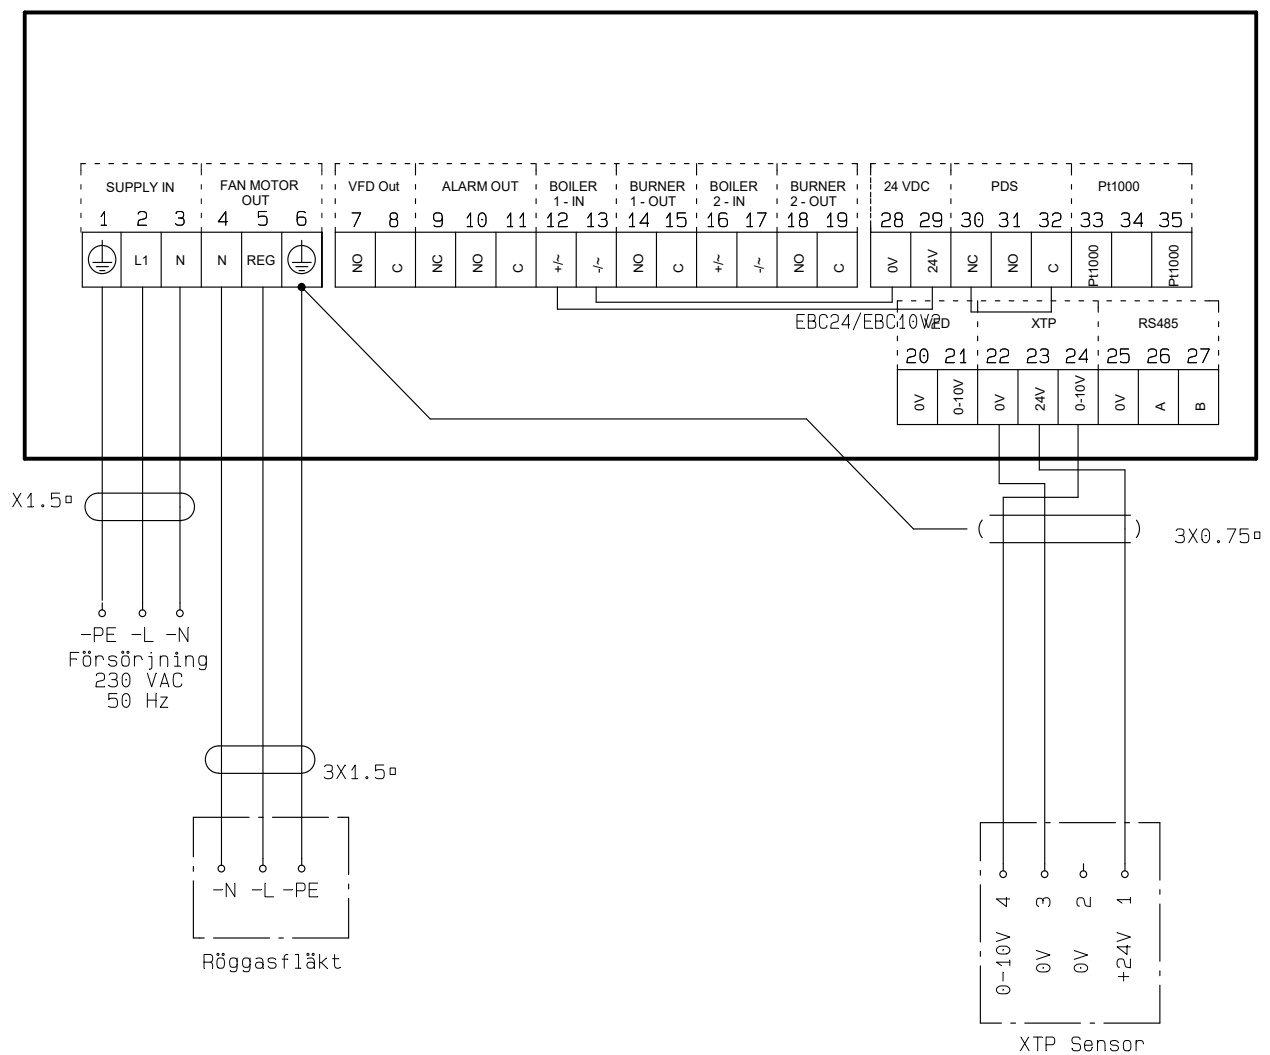 SUPPLY IN FAN MOTOR OUT VFD Out ALARM OUT BOILER 1 - IN BURNER 1 - OUT BOILER 2 - IN BURNER 2 - OUT 24 VDC PDS Pt1000
1 2 3 4 5 6 7 8 9 10 11 12 13 14 15 16 17 18 19 28 29 30 31 32 33 34 35
L1 N N REG NO C NC NO C +/~ -/~ NO C +/~ -/~ NO C 0V 24V NC NO C Pt1000 Pt1000
EBC24/EBC10V2
VFD XTP RS485
20 21 22 23 24 25 26 27
0V 0-10V 0V 24V 0-10V 0V A B
X1.5▫
3X0.75▫
-PE -L -N
Försörjning
230 VAC
50 Hz
3X1.5▫
-N -L -PE
Röggasfläkt
4 3 2 1
0-10V 0V 0V +24V
XTP Sensor